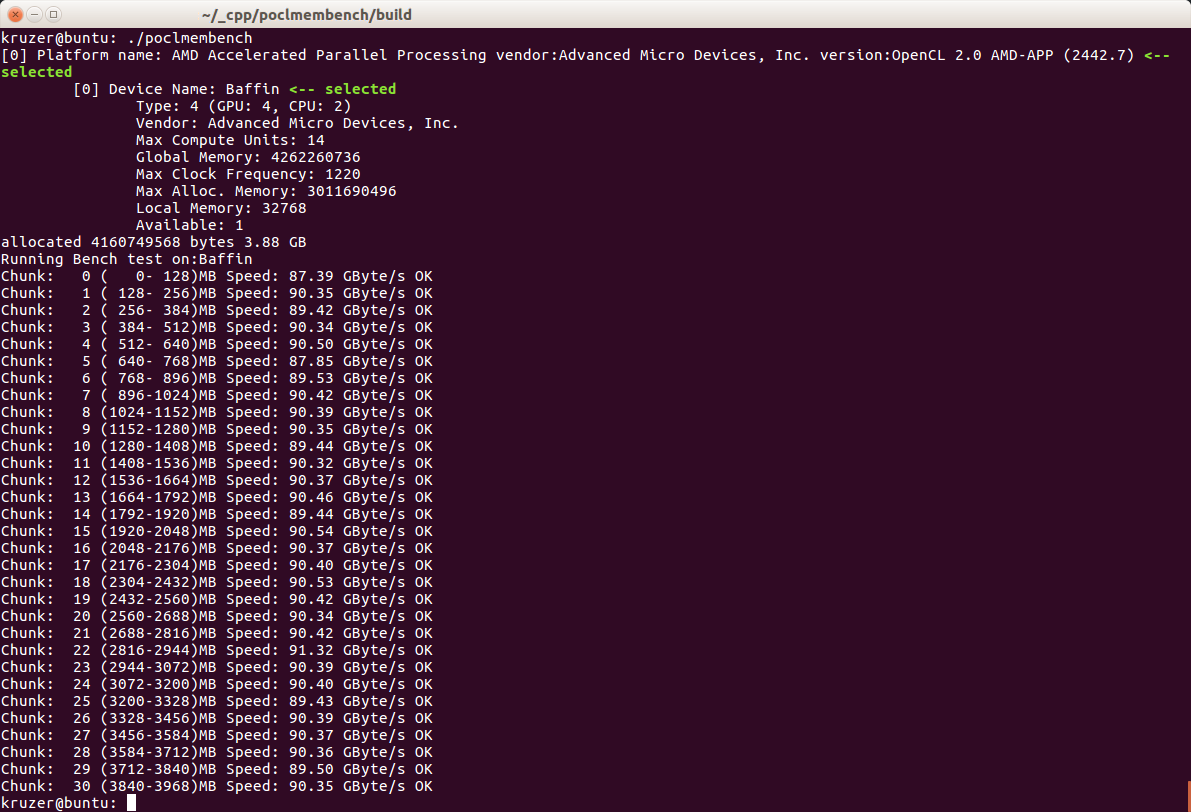 ~/_cpp/poclmembench/build
kruzer@buntu: ./poclmembench
[0] Platform name: AMD Accelerated Parallel Processing vendor:Advanced Micro Devices, Inc. version:OpenCL 2.0 AMD-APP (2442.7) <--
selected
        [0] Device Name: Baffin <-- selected
               Type: 4 (GPU: 4, CPU: 2)
               Vendor: Advanced Micro Devices, Inc.
               Max Compute Units: 14
               Global Memory: 4262260736
               Max Clock Frequency: 1220
               Max Alloc. Memory: 3011690496
               Local Memory: 32768
               Available: 1
allocated 4160749568 bytes 3.88 GB
Running Bench test on:Baffin
Chunk:   0 (   0- 128)MB Speed: 87.39 GByte/s OK
Chunk:   1 ( 128- 256)MB Speed: 90.35 GByte/s OK
Chunk:   2 ( 256- 384)MB Speed: 89.42 GByte/s OK
Chunk:   3 ( 384- 512)MB Speed: 90.34 GByte/s OK
Chunk:   4 ( 512- 640)MB Speed: 90.50 GByte/s OK
Chunk:   5 ( 640- 768)MB Speed: 87.85 GByte/s OK
Chunk:   6 ( 768- 896)MB Speed: 89.53 GByte/s OK
Chunk:   7 ( 896-1024)MB Speed: 90.42 GByte/s OK
Chunk:   8 (1024-1152)MB Speed: 90.39 GByte/s OK
Chunk:   9 (1152-1280)MB Speed: 90.35 GByte/s OK
Chunk:  10 (1280-1408)MB Speed: 89.44 GByte/s OK
Chunk:  11 (1408-1536)MB Speed: 90.32 GByte/s OK
Chunk:  12 (1536-1664)MB Speed: 90.37 GByte/s OK
Chunk:  13 (1664-1792)MB Speed: 90.46 GByte/s OK
Chunk:  14 (1792-1920)MB Speed: 89.44 GByte/s OK
Chunk:  15 (1920-2048)MB Speed: 90.54 GByte/s OK
Chunk:  16 (2048-2176)MB Speed: 90.37 GByte/s OK
Chunk:  17 (2176-2304)MB Speed: 90.40 GByte/s OK
Chunk:  18 (2304-2432)MB Speed: 90.53 GByte/s OK
Chunk:  19 (2432-2560)MB Speed: 90.42 GByte/s OK
Chunk:  20 (2560-2688)MB Speed: 90.34 GByte/s OK
Chunk:  21 (2688-2816)MB Speed: 90.42 GByte/s OK
Chunk:  22 (2816-2944)MB Speed: 91.32 GByte/s OK
Chunk:  23 (2944-3072)MB Speed: 90.39 GByte/s OK
Chunk:  24 (3072-3200)MB Speed: 90.40 GByte/s OK
Chunk:  25 (3200-3328)MB Speed: 89.43 GByte/s OK
Chunk:  26 (3328-3456)MB Speed: 90.39 GByte/s OK
Chunk:  27 (3456-3584)MB Speed: 90.37 GByte/s OK
Chunk:  28 (3584-3712)MB Speed: 90.36 GByte/s OK
Chunk:  29 (3712-3840)MB Speed: 89.50 GByte/s OK
Chunk:  30 (3840-3968)MB Speed: 90.35 GByte/s OK
kruzer@buntu: